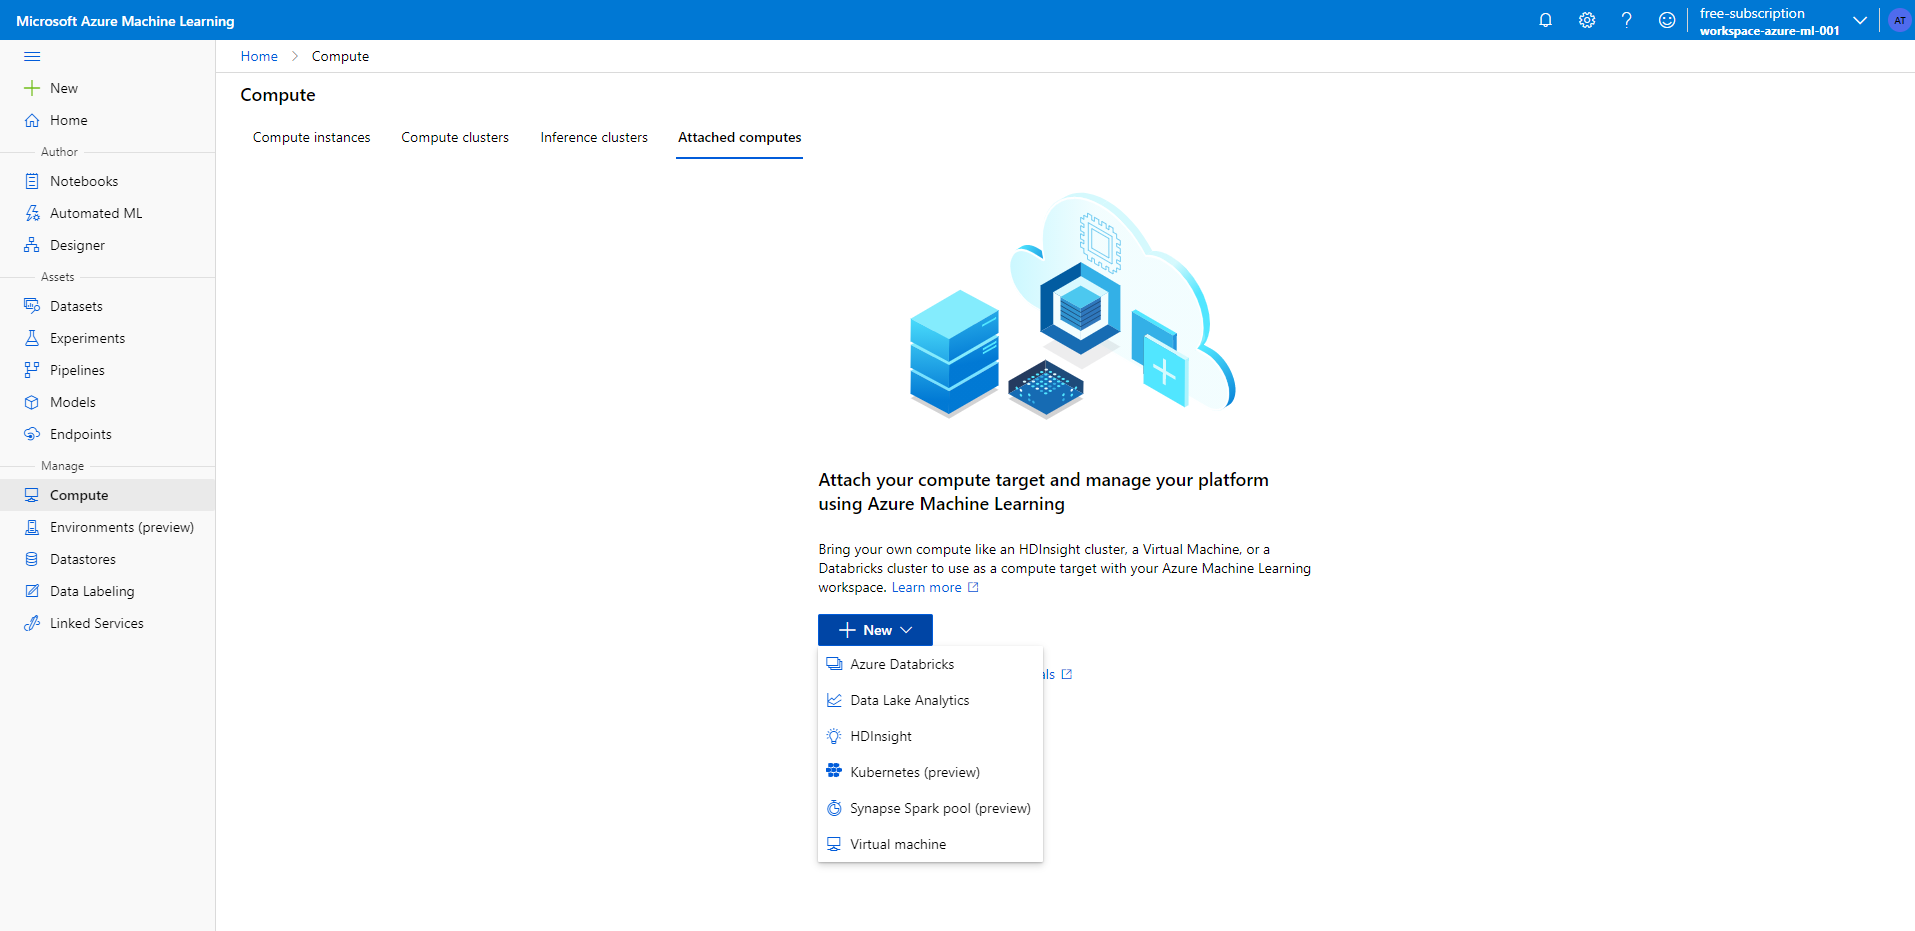 Microsoft Azure Machine Learning
free-subscription
workspace-azure-ml-001
AT
New
Home
Author
Notebooks
Automated ML
Designer
Assets
Datasets
Experiments
Pipelines
Models
Endpoints
Manage
Compute
Environments (preview)
Datastores
Data Labeling
Linked Services
Home > Compute
Compute
Compute instances Compute clusters Inference clusters Attached computes
Attach your compute target and manage your platform
using Azure Machine Learning
Bring your own compute like an HDInsight cluster, a Virtual Machine, or a
Databricks cluster to use as a compute target with your Azure Machine Learning
workspace. Learn more
New
Azure Databricks
Data Lake Analytics
HDInsight
Kubernetes (preview)
Synapse Spark pool (preview)
Virtual machine